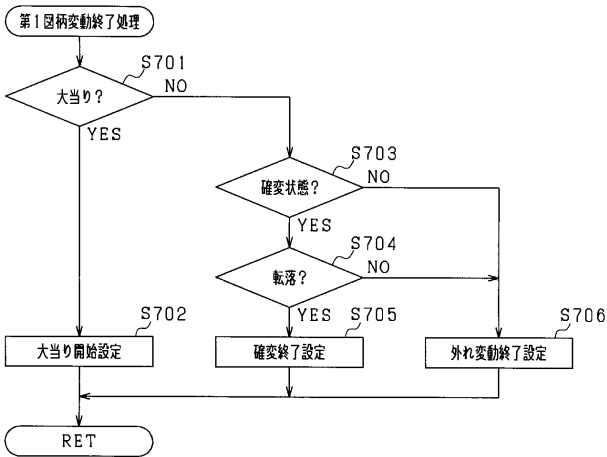 第1図柄変動終了処理
S701
大当り?
NO
YES
S703
確変状態?
NO
YES
S704
転落?
NO
YES
S702
大当り開始設定
S705
確変終了設定
S706
外れ変動終了設定
RET